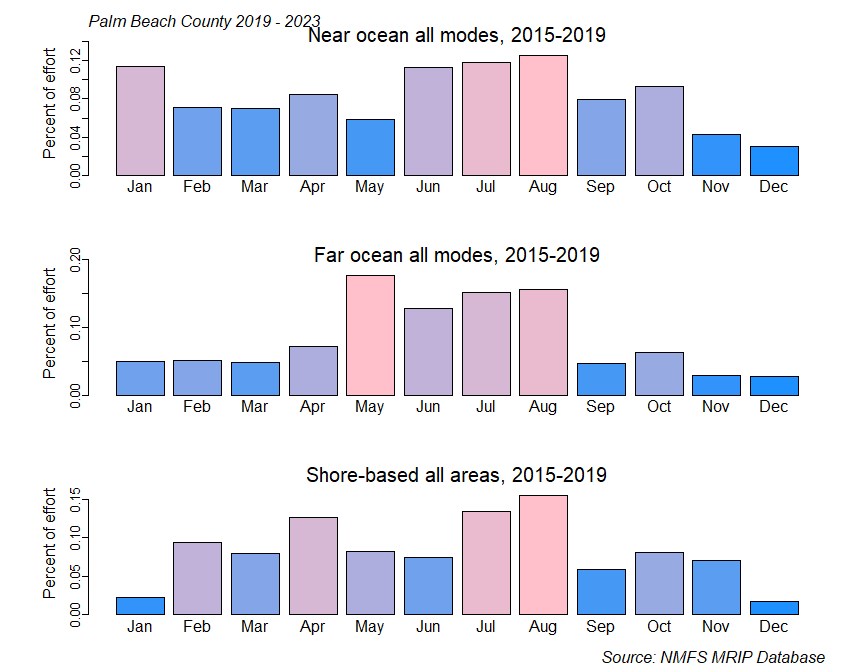 Palm Beach County 2019 - 2023
Near ocean all modes, 2015-2019
Percent of effort
0.00 0.04 0.08 0.12
Jan Feb Mar Apr May Jun Jul Aug Sep Oct Nov Dec
Far ocean all modes, 2015-2019
Percent of effort
0.00 0.10 0.20
Jan Feb Mar Apr May Jun Jul Aug Sep Oct Nov Dec
Shore-based all areas, 2015-2019
Percent of effort
0.00 0.05 0.10 0.15
Jan Feb Mar Apr May Jun Jul Aug Sep Oct Nov Dec
Source: NMFS MRIP Database